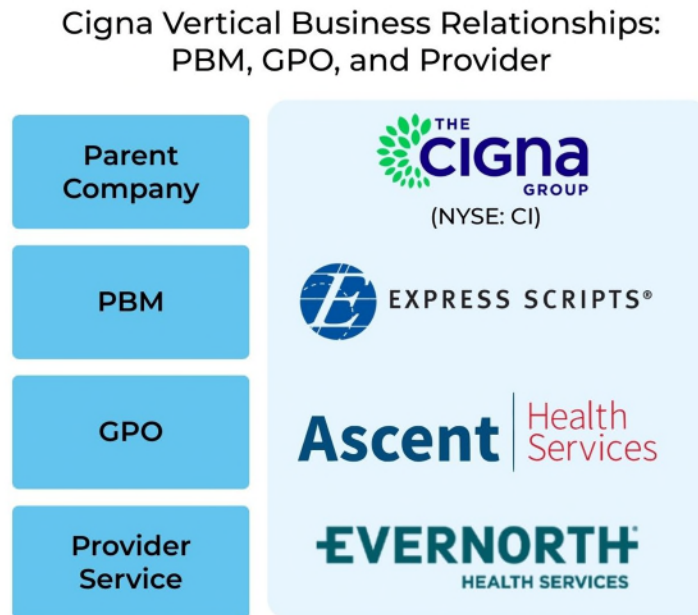 Cigna Vertical Business Relationships:
PBM, GPO, and Provider
Parent
Company
THE
cigna
GROUP
(NYSE: CI)
PBM
E
EXPRESS SCRIPTS®
GPO
Ascent
Health
Services
Provider
Service
EVERNORTH
HEALTH SERVICES